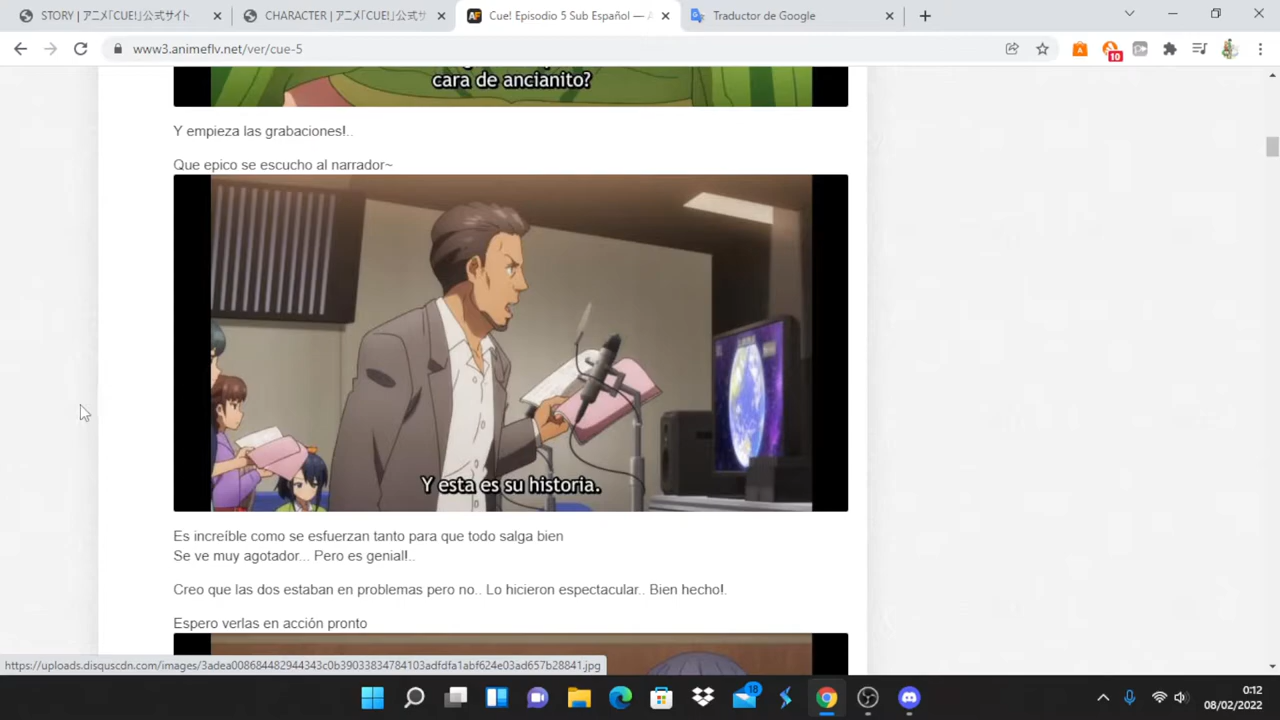 STORY | アニメ「CUE!」公式サイト
CHARACTER | アニメ「CUE!」公式サ
Cue! Episodio 5 Sub Español — A
Traductor de Google
www3.animeflv.net/ver/cue-5
10
cara de ancianito?
Y empieza las grabaciones!..
Que epico se escucho al narrador~
Y esta es su historia.
Es increíble como se esfuerzan tanto para que todo salga bien
Se ve muy agotador... Pero es genial!..
Creo que las dos estaban en problemas pero no.. Lo hicieron espectacular.. Bien hecho!.
Espero verlas en acción pronto
https://uploads.disquscdn.com/images/3adea008684482944343c0b39033834784103adfdfa1abf624e03ad657b28841.jpg
18
0:12
08/02/2022